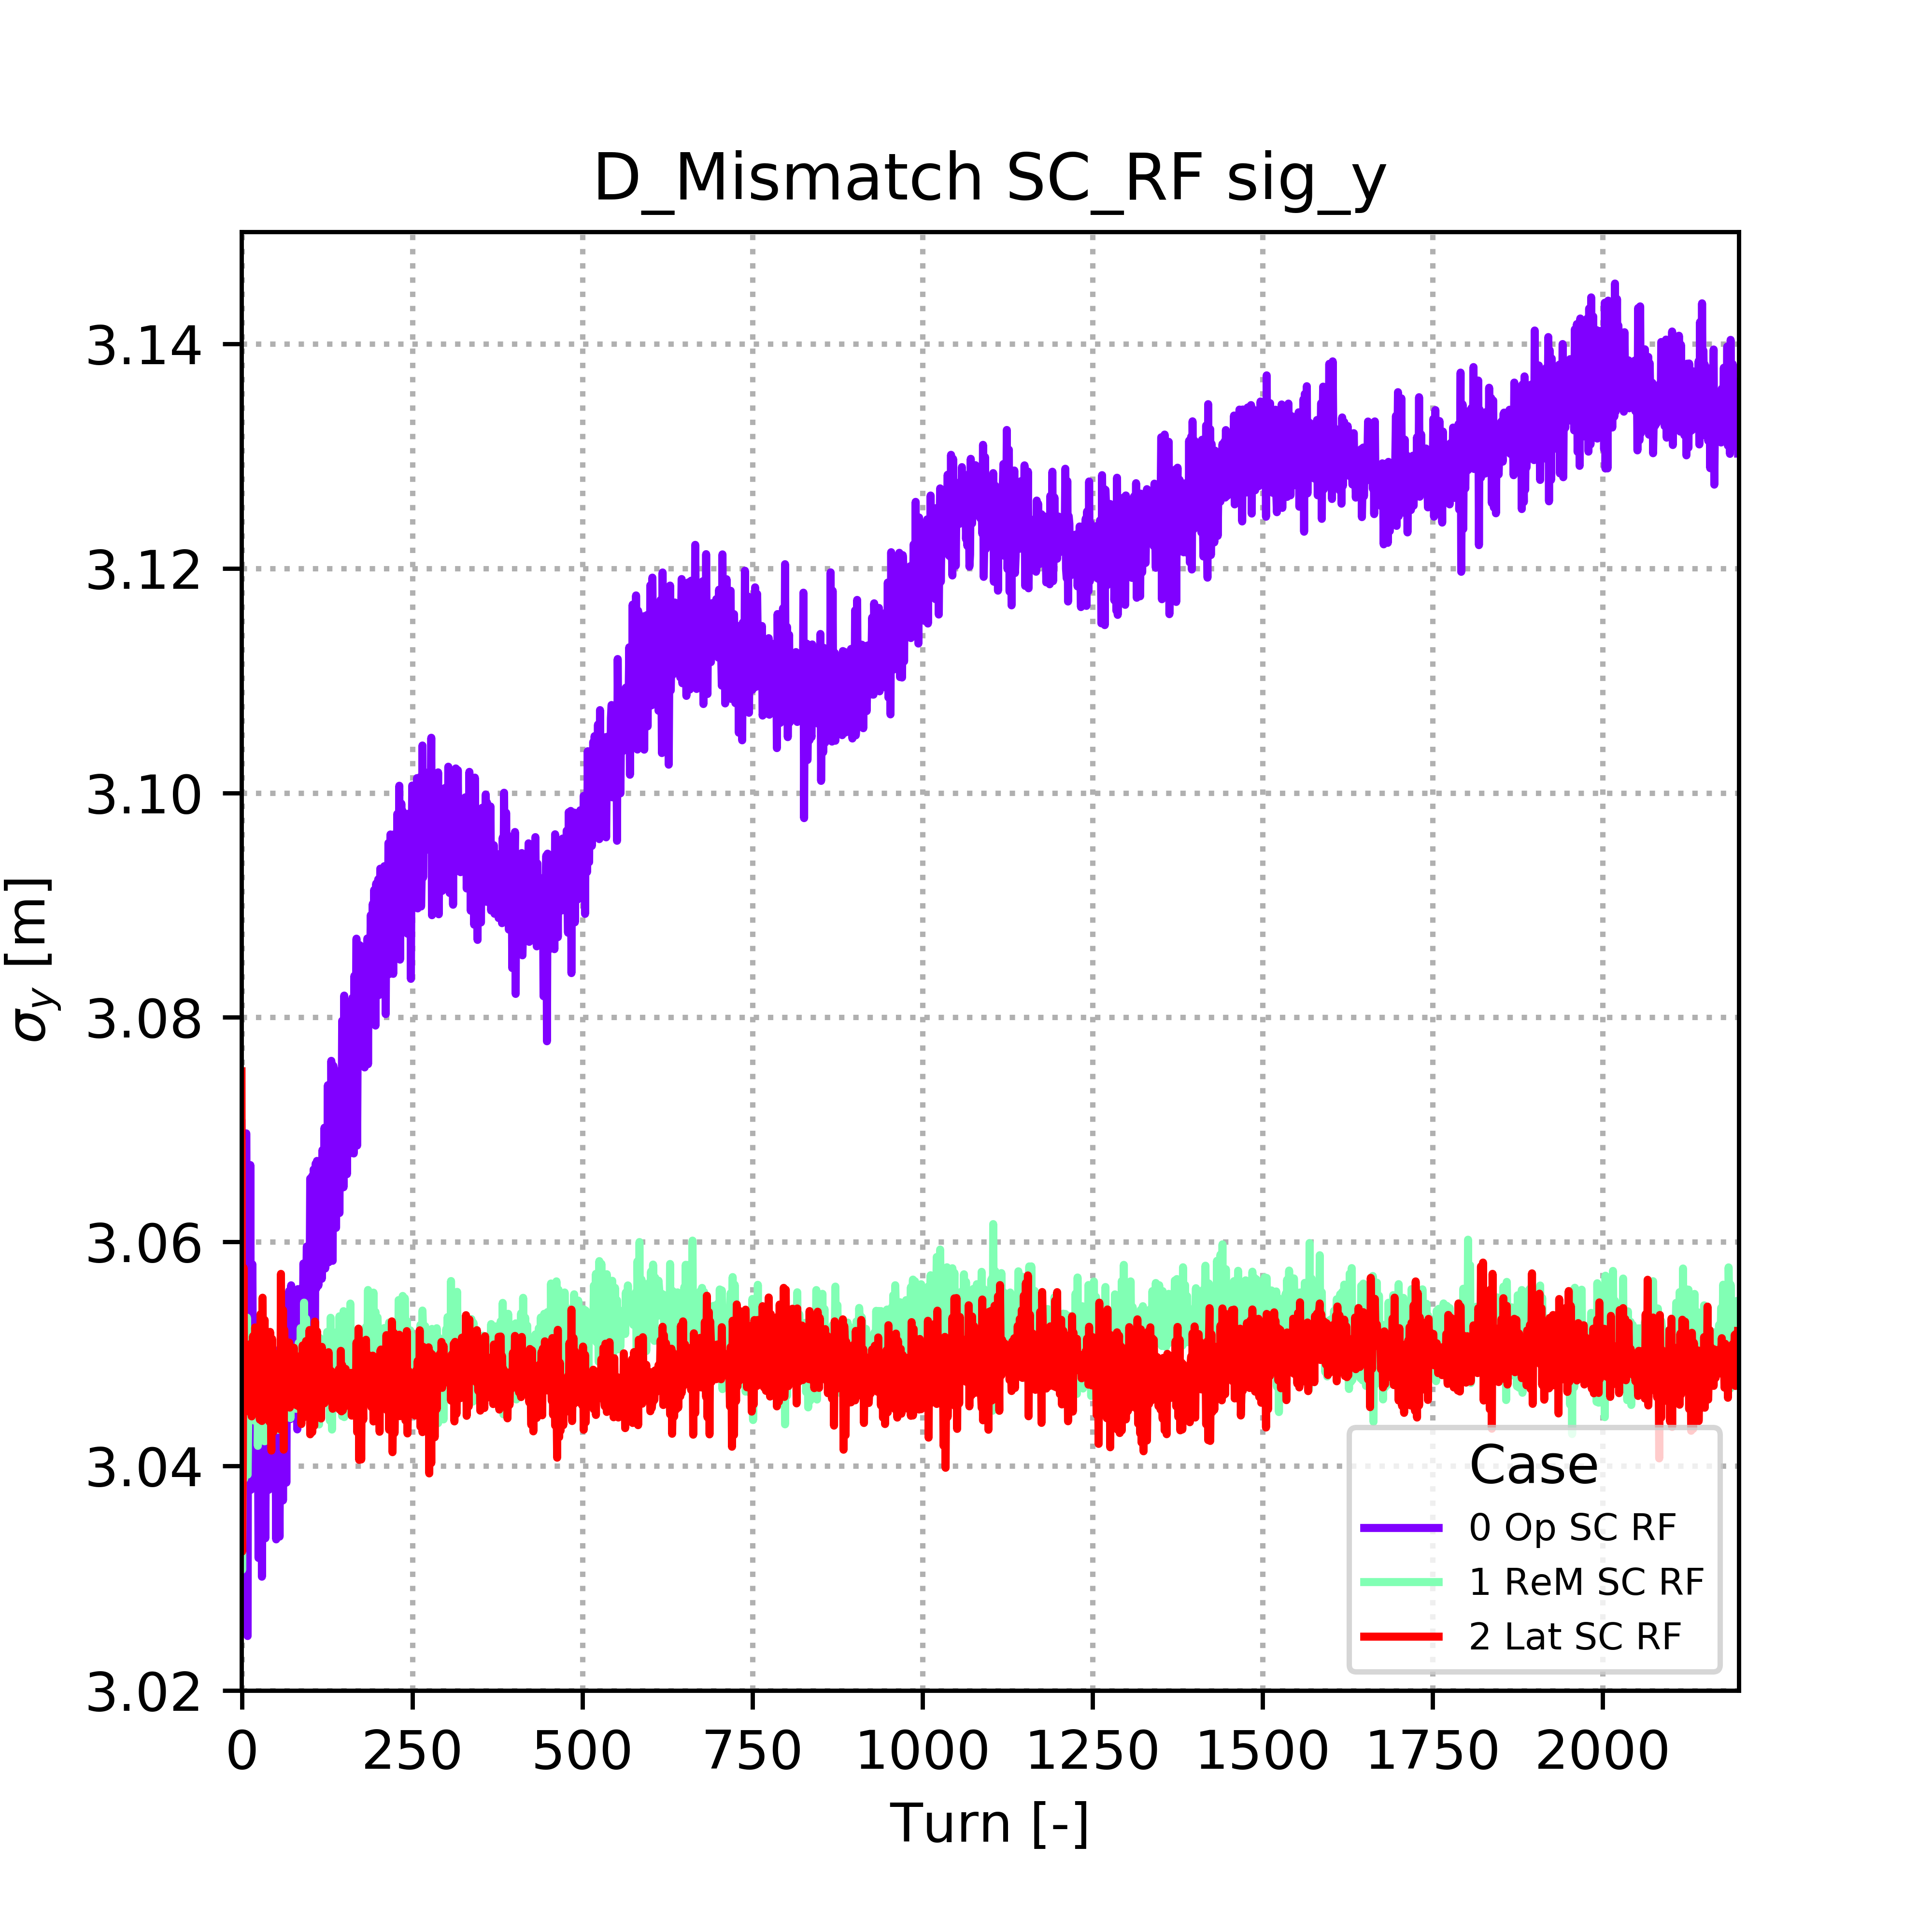 D_Mismatch SC_RF sig_y
3.14
3.12
3.10
3.08
3.06
3.04
3.02
σy [m]
0 250 500 750 1000 1250 1500 1750 2000
Turn [-]
Case
0 Op SC RF
1 ReM SC RF
2 Lat SC RF